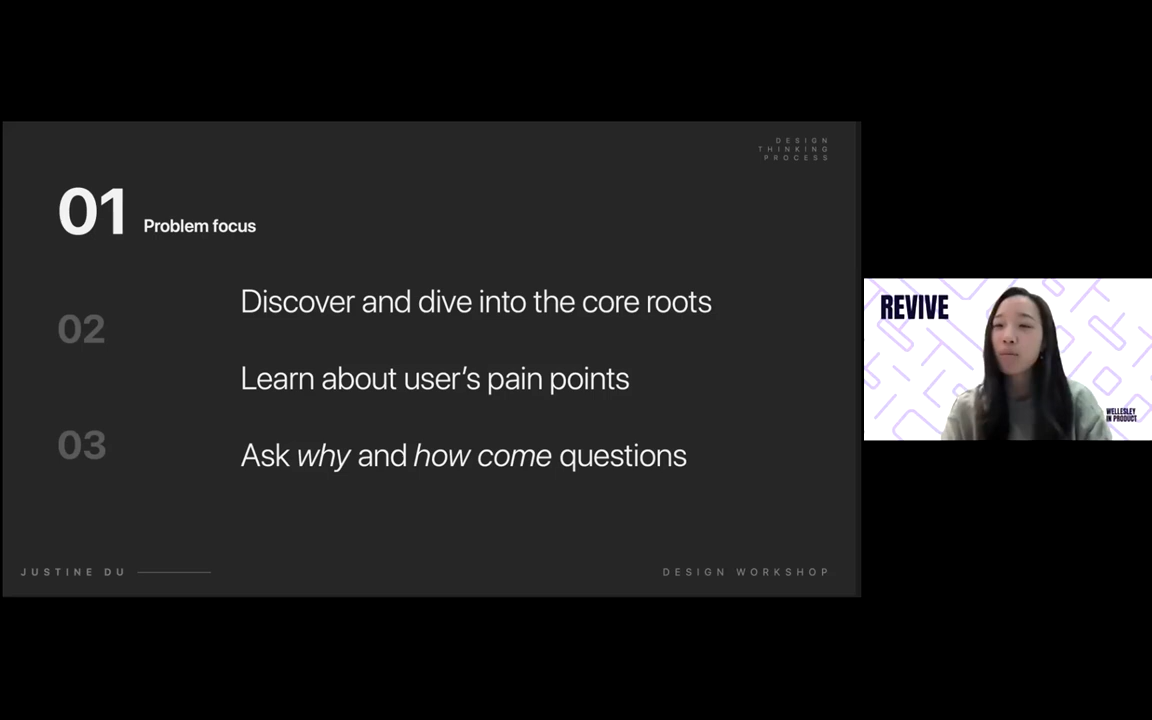 DESIGN
THINKING
PROCESS
01 Problem focus
Discover and dive into the core roots
02
Learn about user’s pain points
03
Ask why and how come questions
JUSTINE DU
DESIGN WORKSHOP
REVIVE
WELLESLEY
IN PRODUCT